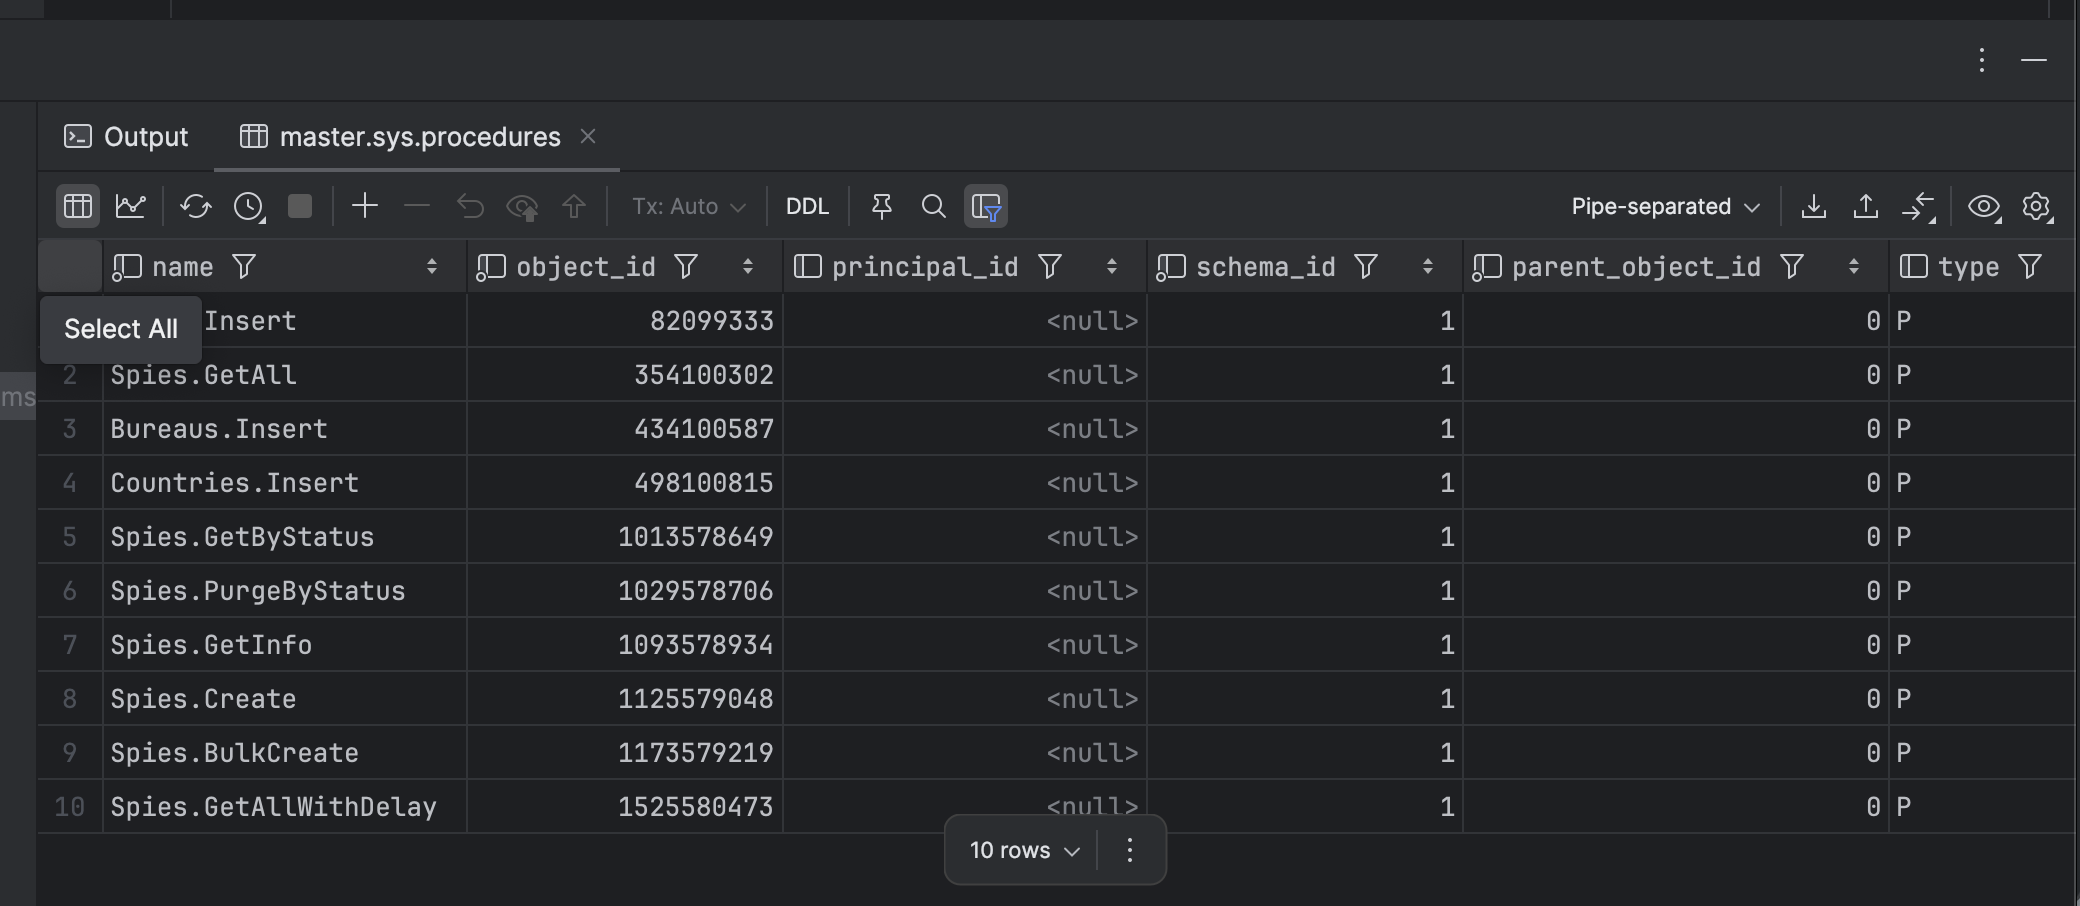 Output master.sys.procedures
Tx: Auto DDL Pipe-separated
name object_id principal_id schema_id parent_object_id type
Select All Insert 82099333 <null> 1 0 P
2 Spies.GetAll 354100302 <null> 1 0 P
ms
3 Bureaus.Insert 434100587 <null> 1 0 P
4 Countries.Insert 498100815 <null> 1 0 P
5 Spies.GetByStatus 1013578649 <null> 1 0 P
6 Spies.PurgeByStatus 1029578706 <null> 1 0 P
7 Spies.GetInfo 1093578934 <null> 1 0 P
8 Spies.Create 1125579048 <null> 1 0 P
9 Spies.BulkCreate 1173579219 <null> 1 0 P
10 Spies.GetAllWithDelay 1525580473 <null> 1 0 P
10 rows